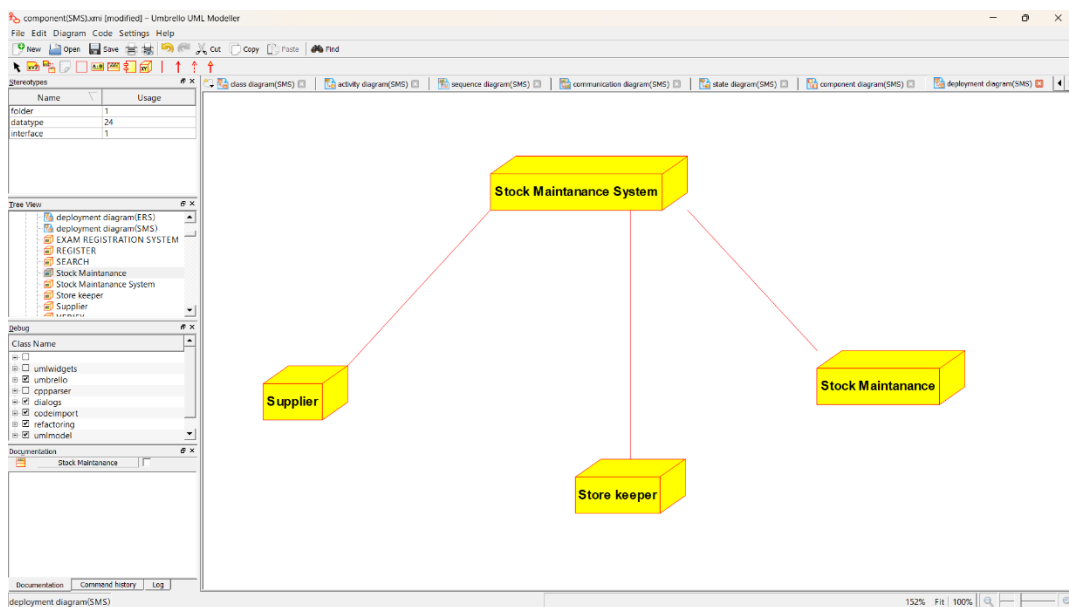 component(SMS).xmi [modified] – Umbrello UML Modeller
File Edit Diagram Code Settings Help
New Open Save Cut Copy Paste Find
Stereotypes
class diagram(SMS) activity diagram(SMS) sequence diagram(SMS) communication diagram(SMS) state diagram(SMS) component diagram(SMS) deployment diagram(SMS)
Name Usage
folder 1
datatype 24
interface 1
Tree View
deployment diagram(ERS)
deployment diagram(SMS)
EXAM REGISTRATION SYSTEM
REGISTER
SEARCH
Stock Maintanance
Stock Maintanance System
Store keeper
Supplier
VERIFY
Debug
Class Name
umlwidgets
umbrello
cppparser
dialogs
codeimport
refactoring
umlmodel
Documentation
Stock Maintanance
Documentation Command history Log
Stock Maintanance System
Supplier
Stock Maintanance
Store keeper
deployment diagram(SMS)
152% Fit 100%